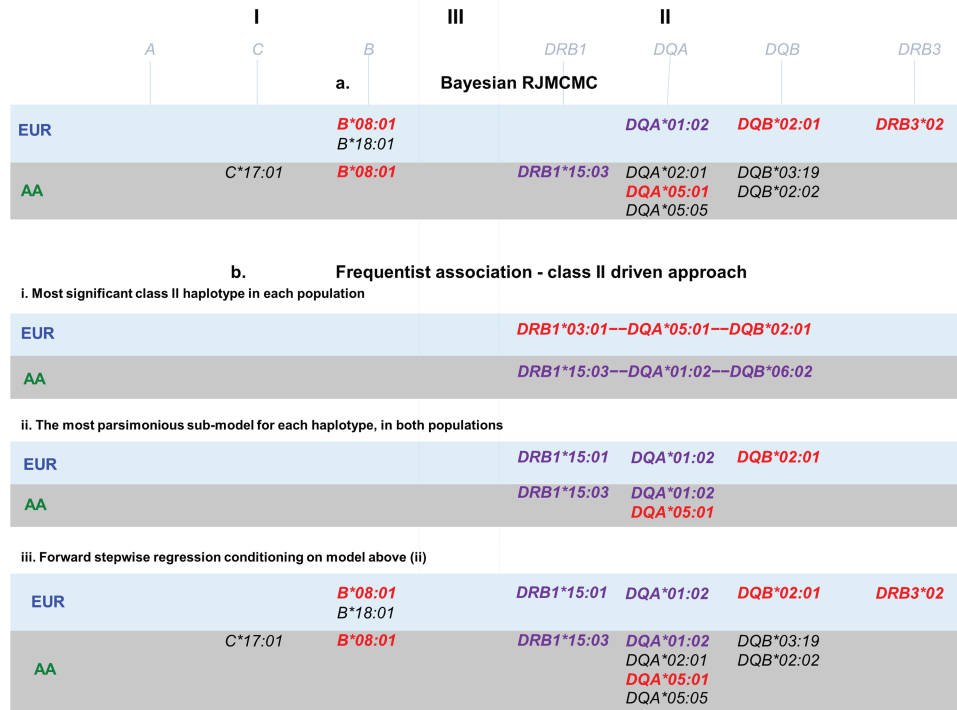 I III II
A C B DRB1 DQA DQB DRB3
a. Bayesian RJMCMC
EUR B*08:01 DQA*01:02 DQB*02:01 DRB3*02
B*18:01
AA C*17:01 B*08:01 DRB1*15:03 DQA*02:01 DQB*03:19
DQA*05:01 DQB*02:02
DQA*05:05
b. Frequentist association - class II driven approach
i. Most significant class II haplotype in each population
EUR DRB1*03:01––DQA*05:01––DQB*02:01
AA DRB1*15:03––DQA*01:02––DQB*06:02
ii. The most parsimonious sub-model for each haplotype, in both populations
EUR DRB1*15:01 DQA*01:02 DQB*02:01
AA DRB1*15:03 DQA*01:02
DQA*05:01
iii. Forward stepwise regression conditioning on model above (ii)
EUR B*08:01 DRB1*15:01 DQA*01:02 DQB*02:01 DRB3*02
B*18:01
AA C*17:01 B*08:01 DRB1*15:03 DQA*01:02 DQB*03:19
DQA*02:01 DQB*02:02
DQA*05:01
DQA*05:05